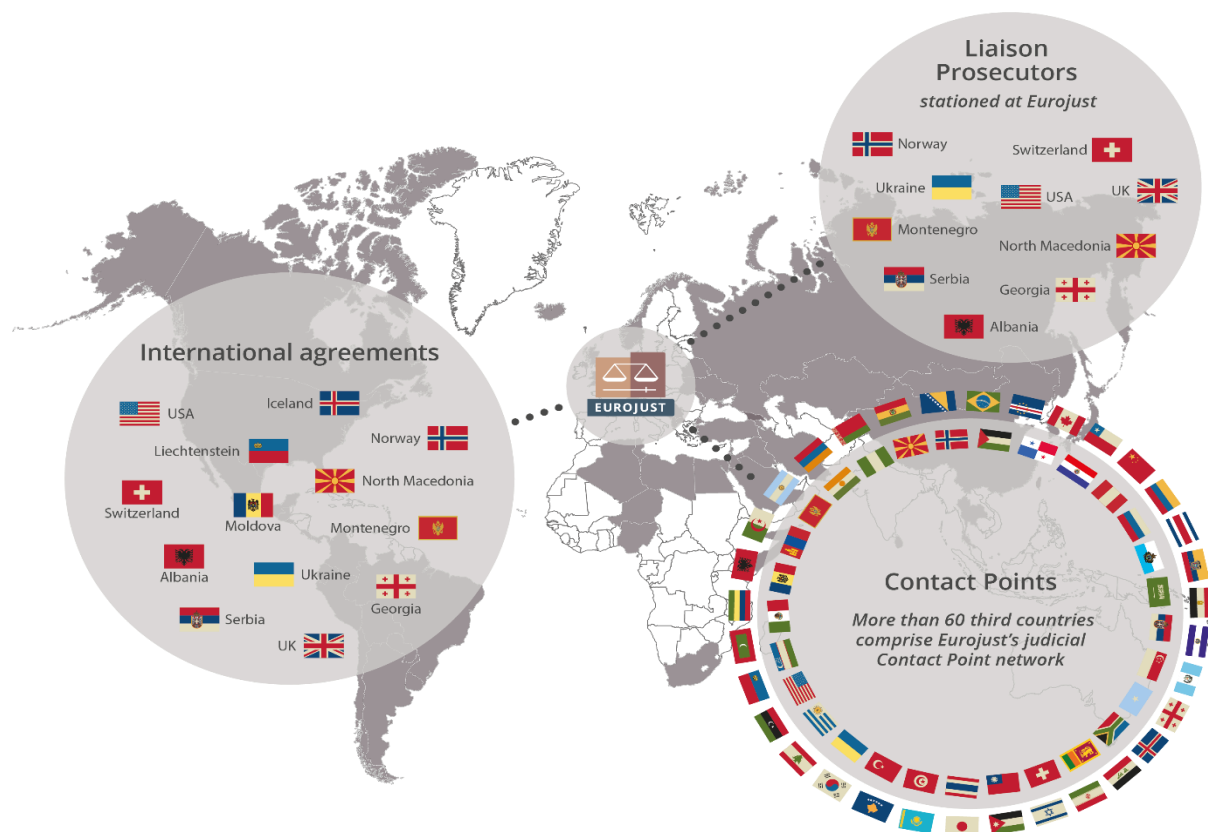 Liaison
Prosecutors
stationed at Eurojust
Norway
Switzerland
Ukraine
USA
UK
Montenegro
North Macedonia
Serbia
Georgia
Albania
International agreements
USA
Iceland
Norway
Liechtenstein
North Macedonia
Switzerland
Moldova
Montenegro
Albania
Ukraine
Georgia
Serbia
UK
EUROJUST
Contact Points
More than 60 third countries
comprise Eurojust's judicial
Contact Point network